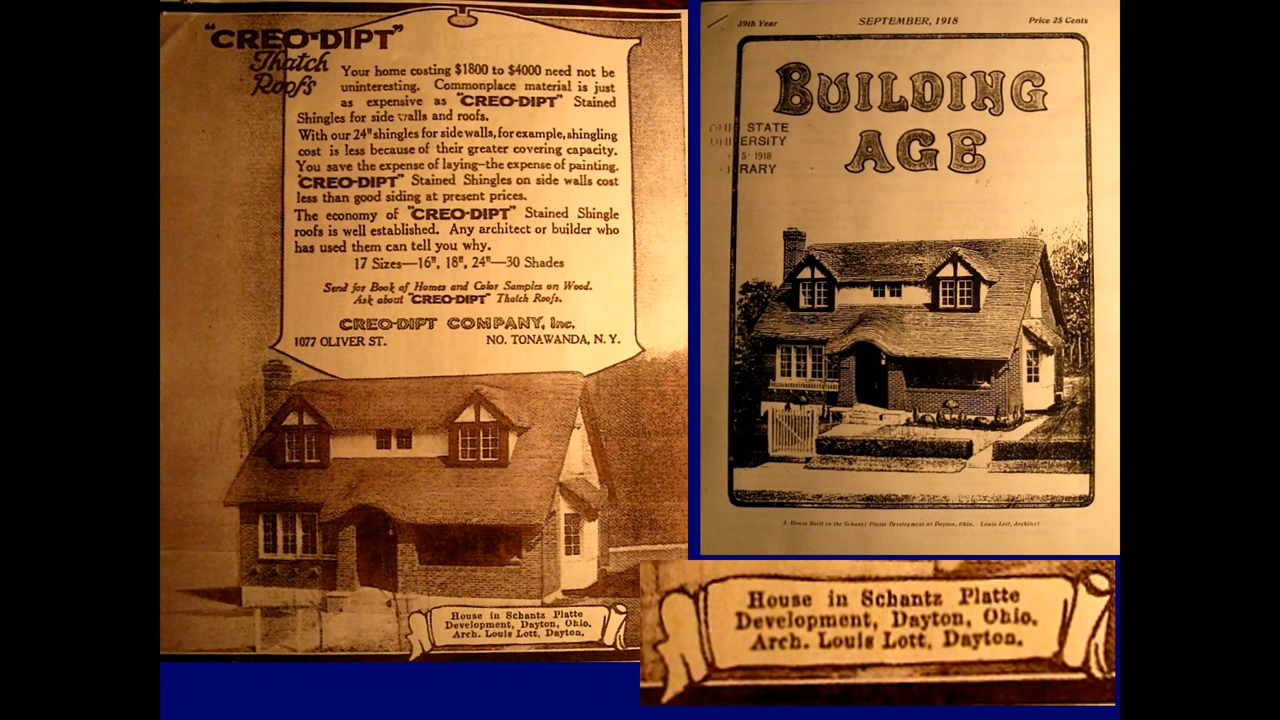 "CREO-DIPT"
Thatch
Roofs
Your home costing $1800 to $4000 need not be
uninteresting. Commonplace material is just
as expensive as "CREO-DIPT" Stained
Shingles for side walls and roofs.
With our 24" shingles for side walls, for example, shingling
cost is less because of their greater covering capacity.
You save the expense of laying—the expense of painting.
"CREO-DIPT" Stained Shingles on side walls cost
less than good siding at present prices.
The economy of "CREO-DIPT" Stained Shingle
roofs is well established. Any architect or builder who
has used them can tell you why.
17 Sizes—16", 18", 24"—30 Shades
Send for Book of Homes and Color Samples on Wood.
Ask about "CREO-DIPT" Thatch Roofs.
CREO-DIPT COMPANY, Inc.
1077 OLIVER ST. NO. TONAWANDA, N. Y.
House in Schantz Platte
Development, Dayton, Ohio.
Arch. Louis Lott, Dayton.
39th Year SEPTEMBER, 1918 Price 25 Cents
BUILDING
AGE
STATE
5 1918
A House Built in the Schantz Platte Development at Dayton, Ohio. Louis Lott, Architect
House in Schantz Platte
Development, Dayton, Ohio.
Arch. Louis Lott, Dayton.